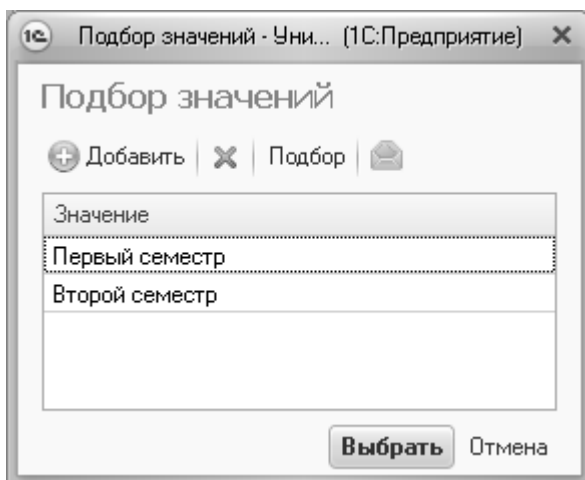 1С Подбор значений - Уни... (1С:Предприятие)
Подбор значений
Добавить Подбор
Значение
Первый семестр
Второй семестр
Выбрать Отмена